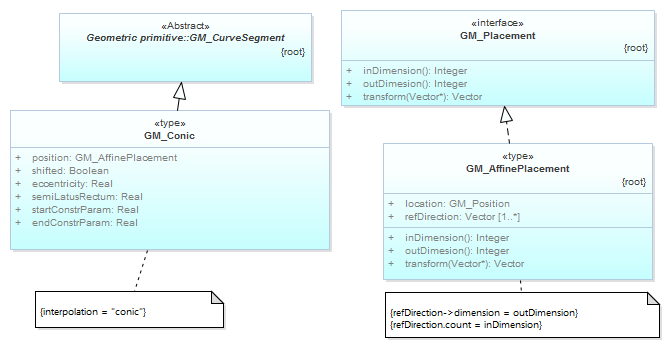 «Abstract»
Geometric primitive::GM_CurveSegment
{root}
«type»
GM_Conic
+ position: GM_AffinePlacement
+ shifted: Boolean
+ eccentricity: Real
+ semiLatusRectum: Real
+ startConstrParam: Real
+ endConstrParam: Real
{interpolation = "conic"}
«interface»
GM_Placement
{root}
+ inDimension(): Integer
+ outDimesion(): Integer
+ transform(Vector*): Vector
«type»
GM_AffinePlacement
{root}
+ location: GM_Position
+ refDirection: Vector [1..*]
+ inDimension(): Integer
+ outDimesion(): Integer
+ transform(Vector*): Vector
{refDirection->dimension = outDimension}
{refDirection.count = inDimension}